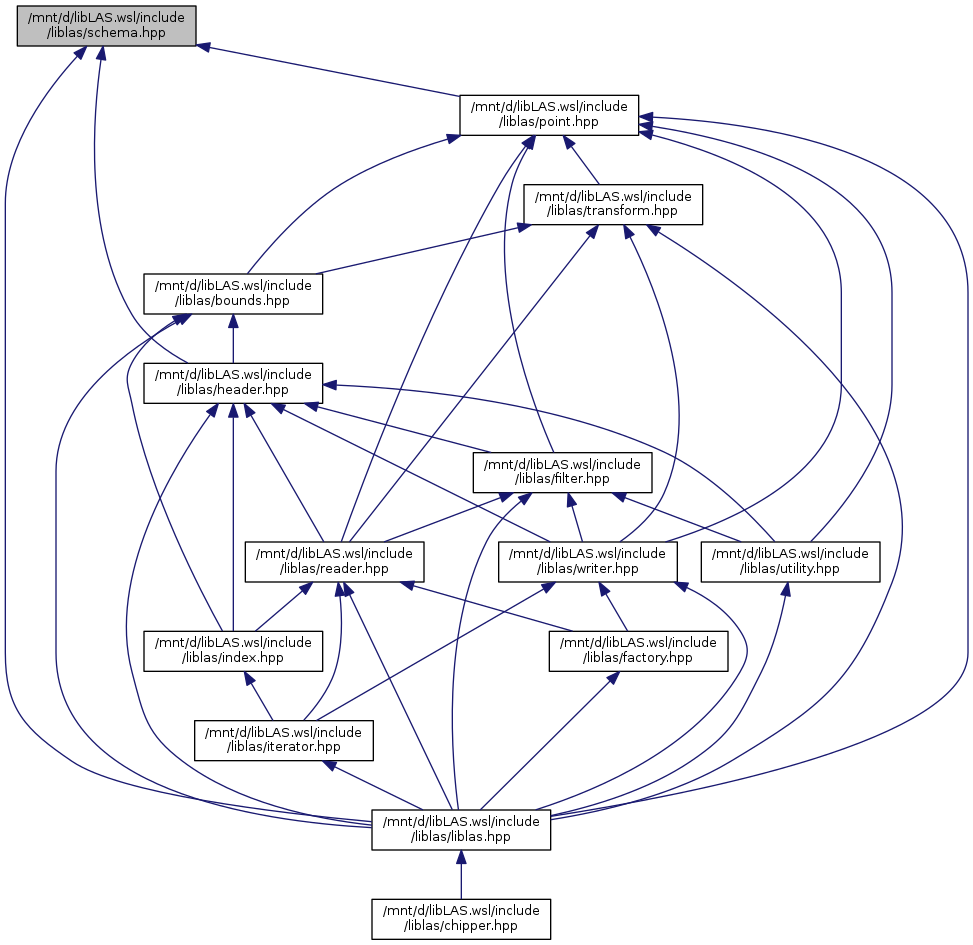 /mnt/d/libLAS.wsl/include
/liblas/schema.hpp
/mnt/d/libLAS.wsl/include
/liblas/point.hpp
/mnt/d/libLAS.wsl/include
/liblas/transform.hpp
/mnt/d/libLAS.wsl/include
/liblas/bounds.hpp
/mnt/d/libLAS.wsl/include
/liblas/header.hpp
/mnt/d/libLAS.wsl/include
/liblas/filter.hpp
/mnt/d/libLAS.wsl/include
/liblas/reader.hpp
/mnt/d/libLAS.wsl/include
/liblas/writer.hpp
/mnt/d/libLAS.wsl/include
/liblas/utility.hpp
/mnt/d/libLAS.wsl/include
/liblas/index.hpp
/mnt/d/libLAS.wsl/include
/liblas/factory.hpp
/mnt/d/libLAS.wsl/include
/liblas/iterator.hpp
/mnt/d/libLAS.wsl/include
/liblas/liblas.hpp
/mnt/d/libLAS.wsl/include
/liblas/chipper.hpp